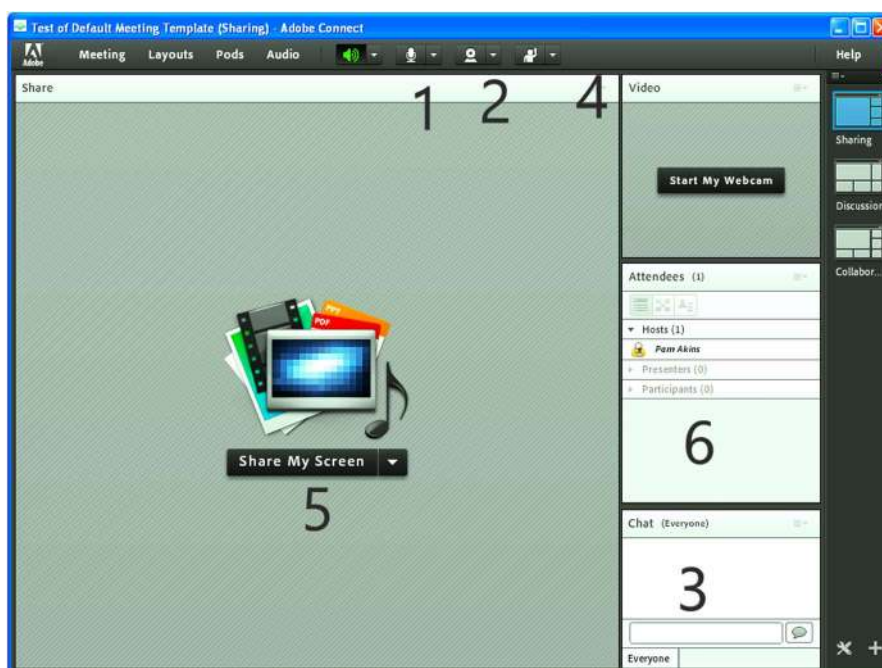 Test of Default Meeting Template (Sharing) - Adobe Connect
Adobe
Meeting Layouts Pods Audio
Help
Share
1
2
4
PPT
PDF
Share My Screen
5
Video
Start My Webcam
Attendees (1)
Hosts (1)
Pam Akins
Presenters (0)
Participants (0)
6
Chat (Everyone)
3
Everyone
Sharing
Discussion
Collabor...